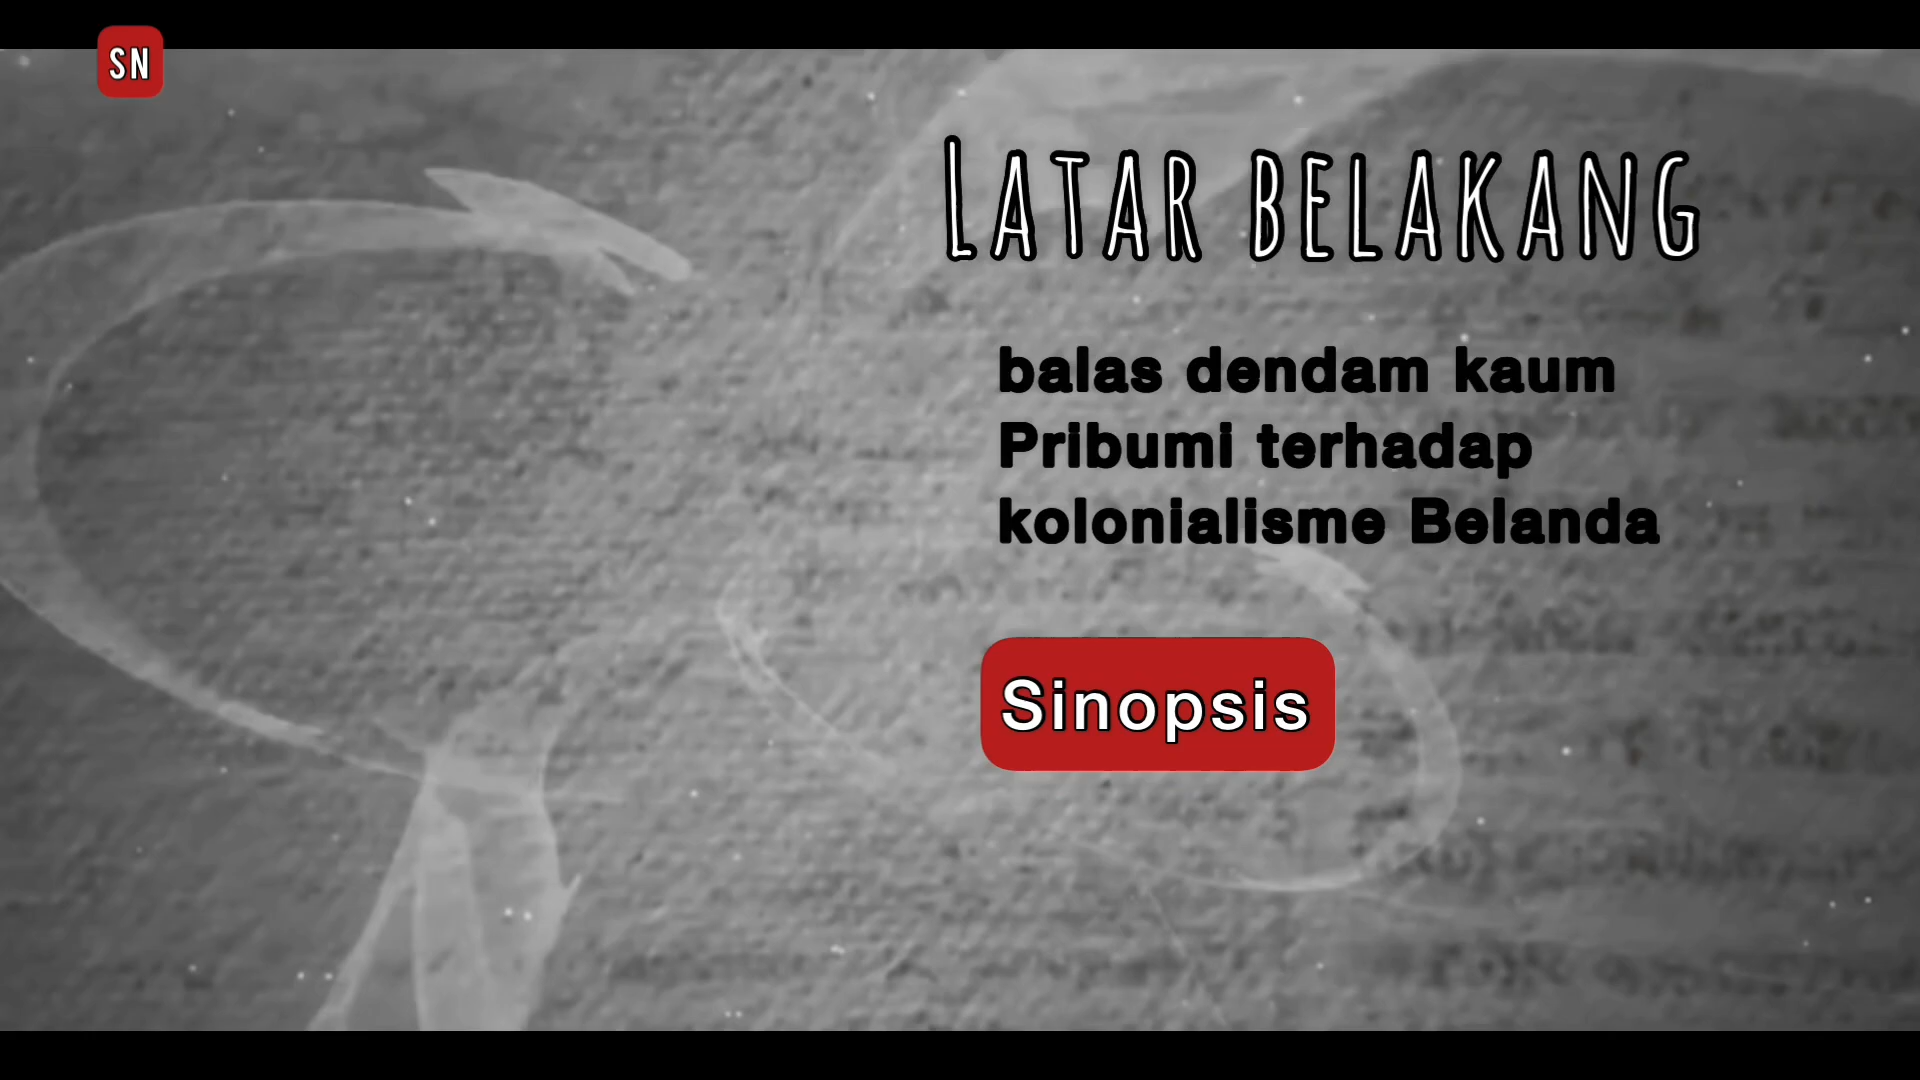 SN
LATAR BELAKANG
balas dendam kaum
Pribumi terhadap
kolonialisme Belanda
Sinopsis